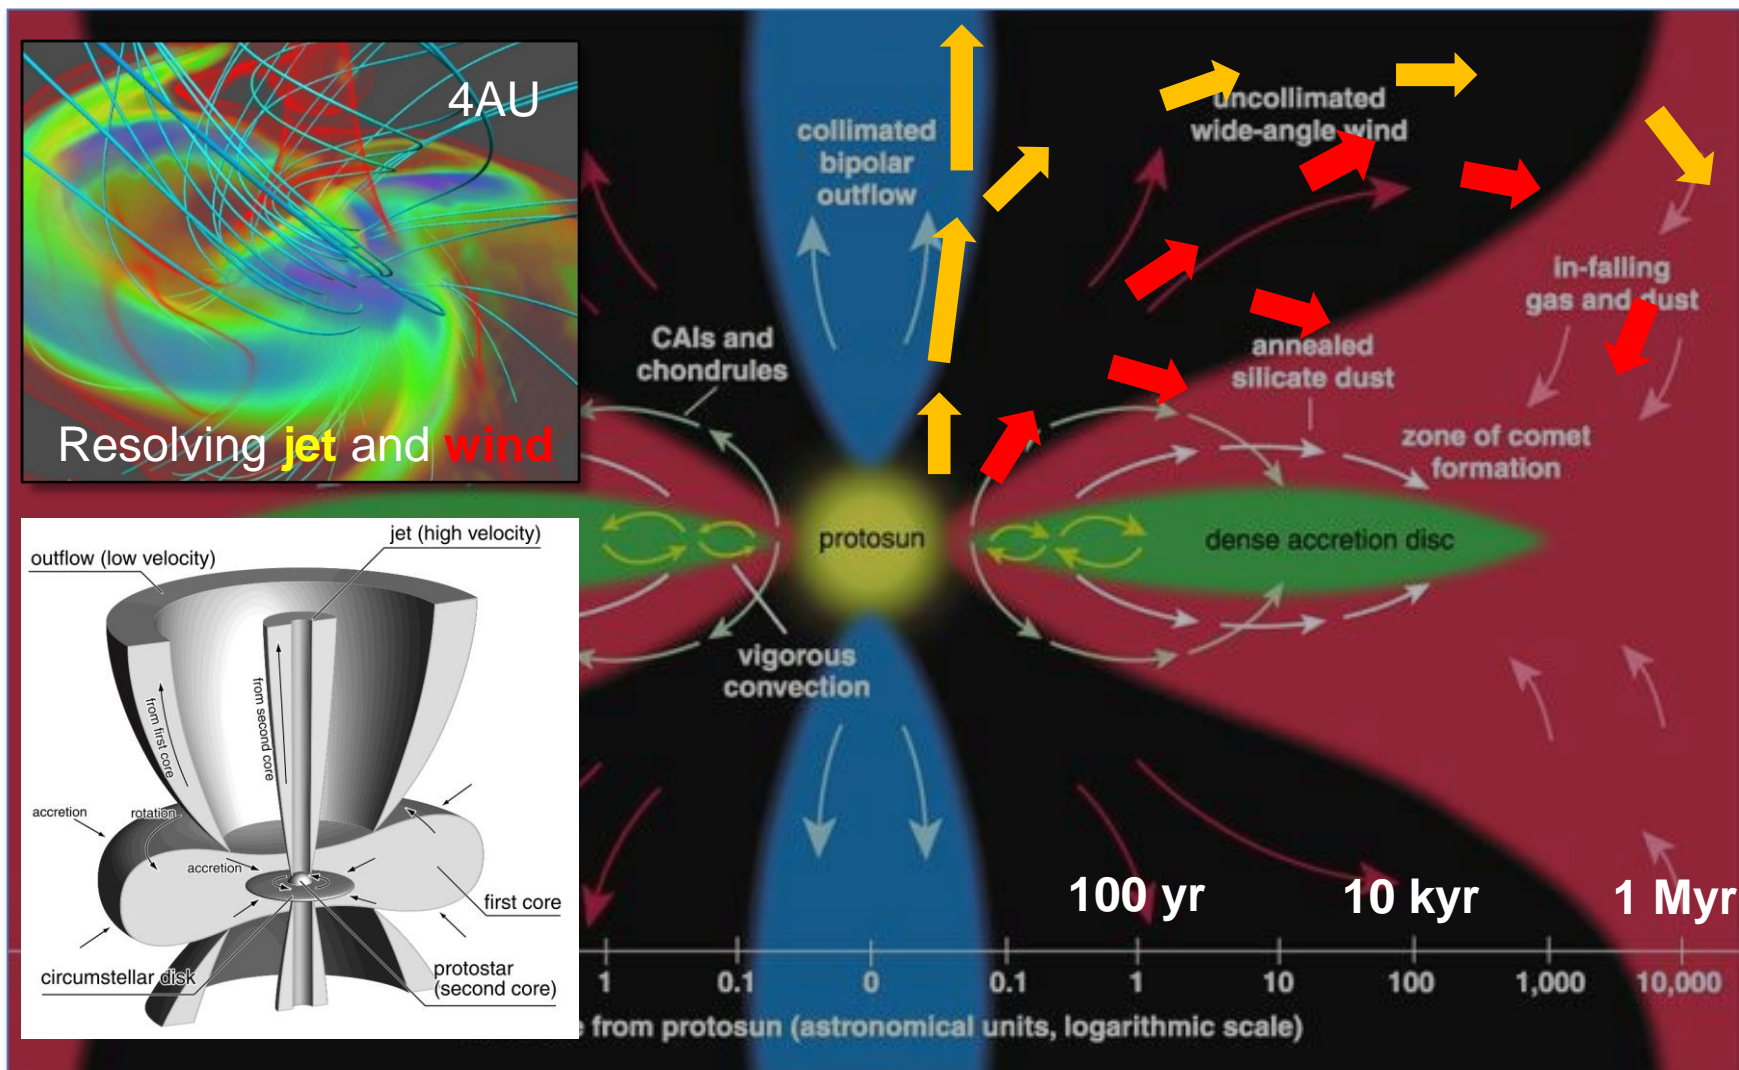 4AU
Resolving jet and wind
collimated
bipolar
outflow
uncollimated
wide-angle wind
in-falling
gas and dust
CAIs and
chondrules
annealed
silicate dust
zone of comet
formation
protosun
dense accretion disc
vigorous
convection
jet (high velocity)
outflow (low velocity)
from first core
from second core
accretion
rotation
accretion
first core
circumstellar disk
protostar
(second core)
100 yr
10 kyr
1 Myr
1
0.1
0
0.1
1
10
100
1,000
10,000
from protosun (astronomical units, logarithmic scale)